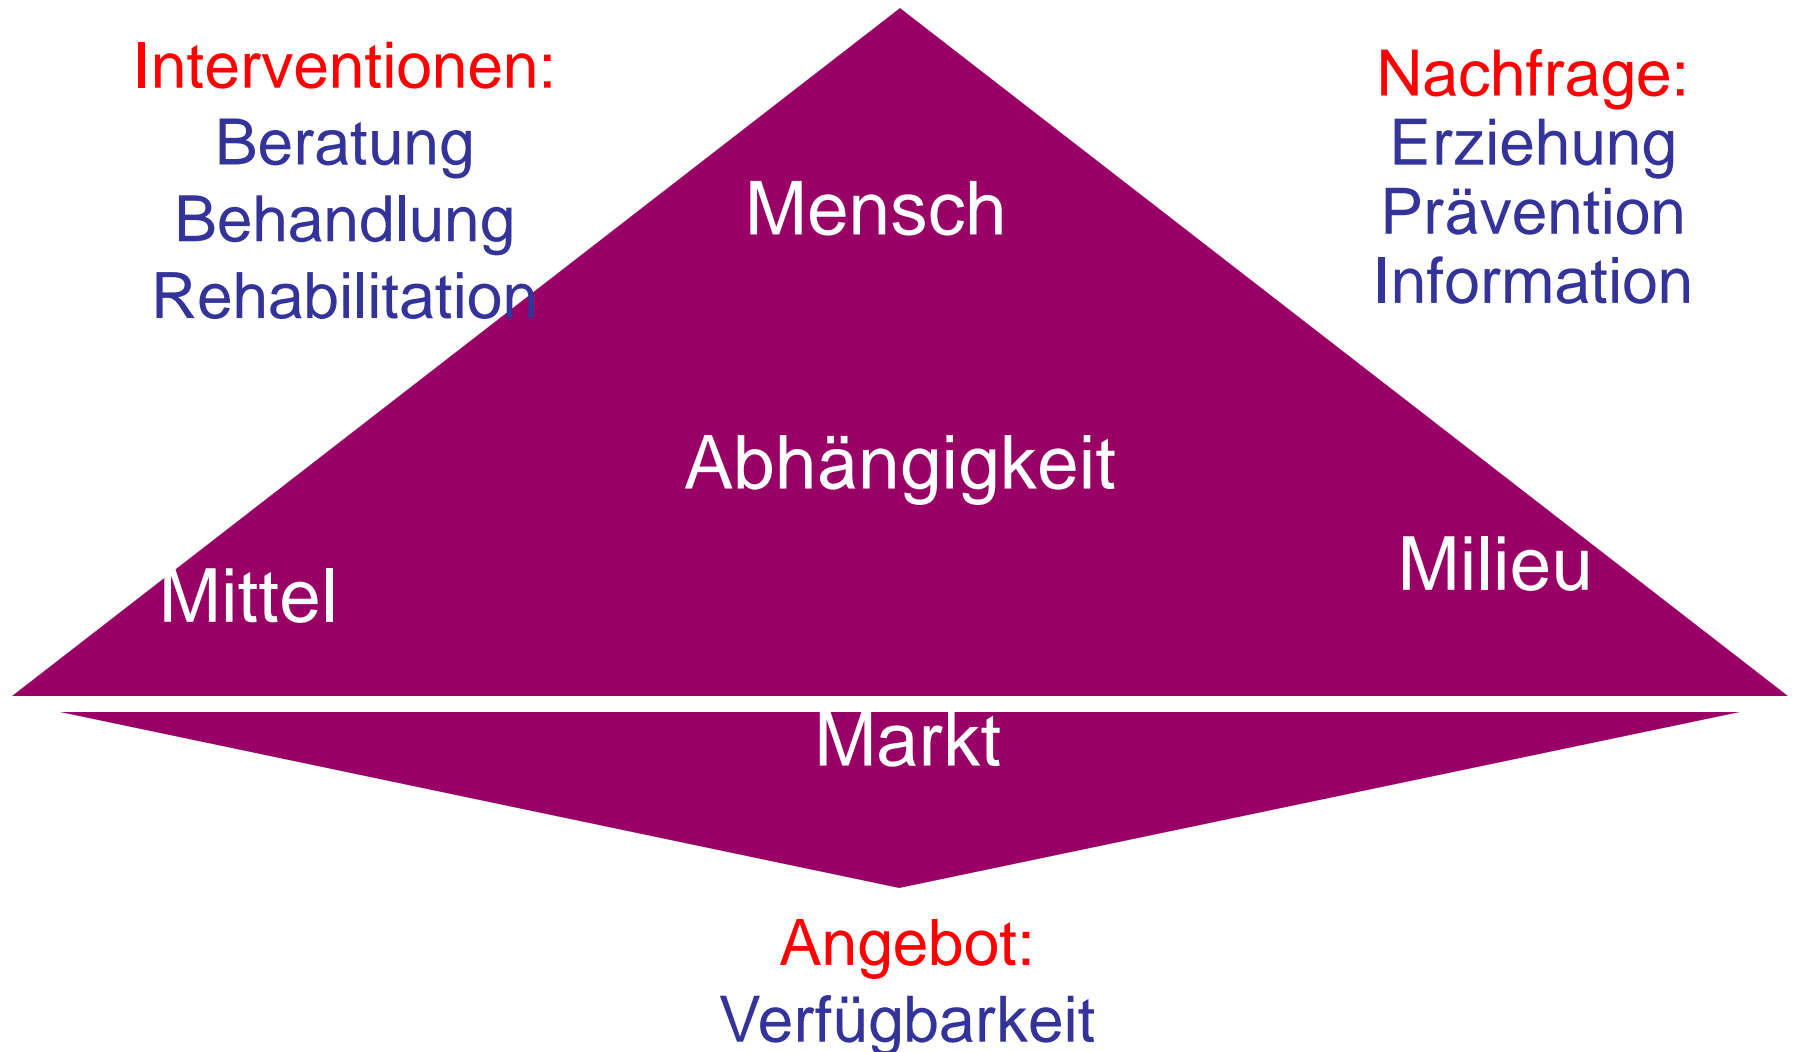 Interventionen:
Beratung
Behandlung
Rehabilitation
Nachfrage:
Erziehung
Prävention
Information
Mensch
Abhängigkeit
Mittel
Milieu
Markt
Angebot:
Verfügbarkeit